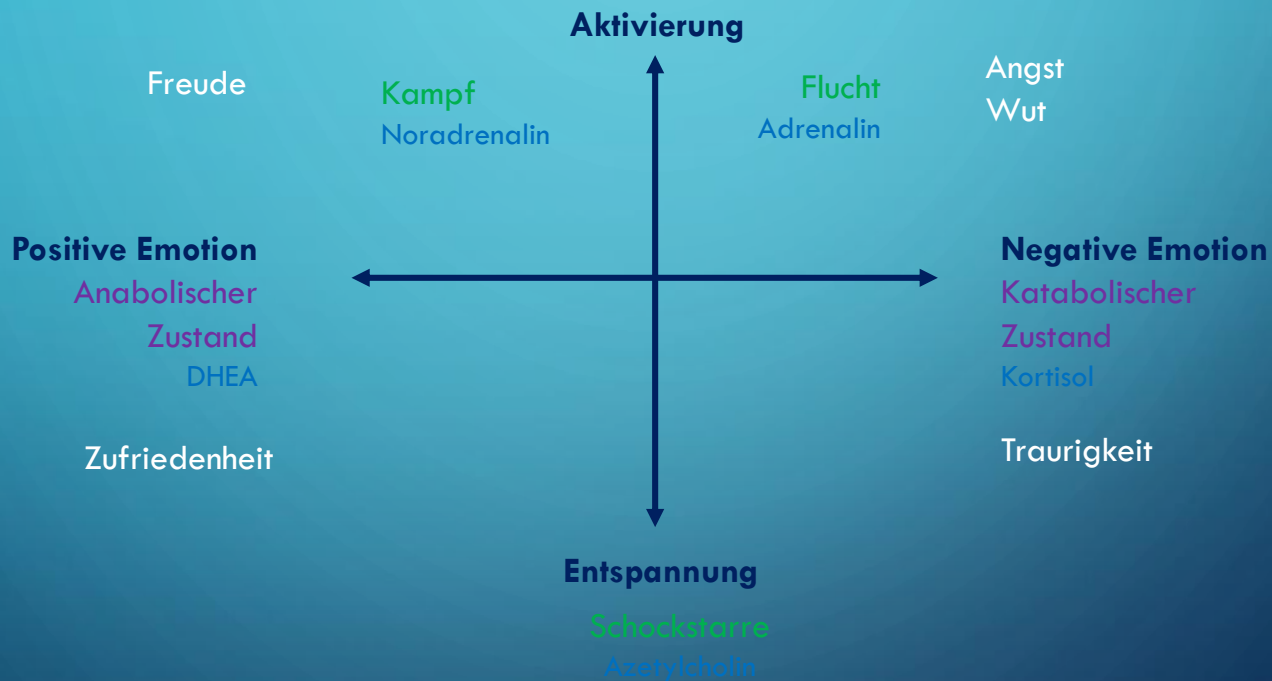 Aktivierung
Freude
Kampf
Noradrenalin
Flucht
Adrenalin
Angst
Wut
Positive Emotion
Anabolischer
Zustand
DHEA
Negative Emotion
Katabolischer
Zustand
Kortisol
Zufriedenheit
Traurigkeit
Entspannung
Schockstarre
Azetylcholin